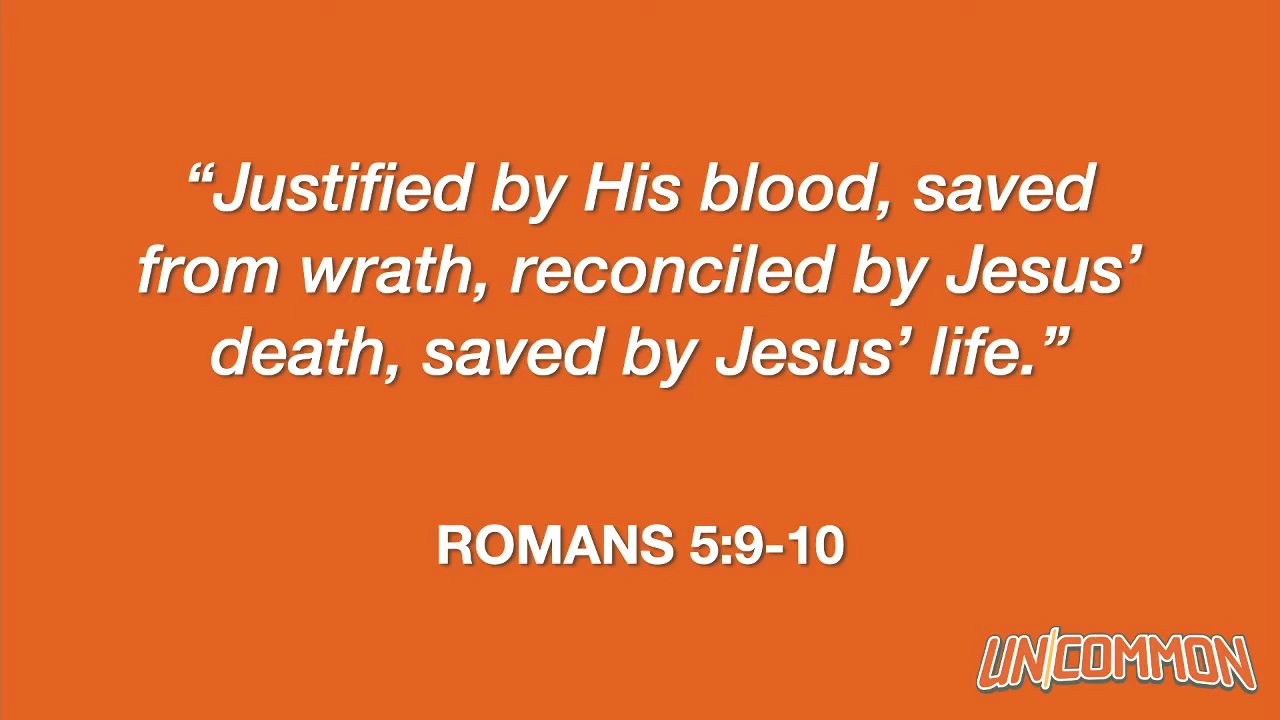 “Justified by His blood, saved
from wrath, reconciled by Jesus’
death, saved by Jesus’ life.”
ROMANS 5:9-10
UN/COMMON